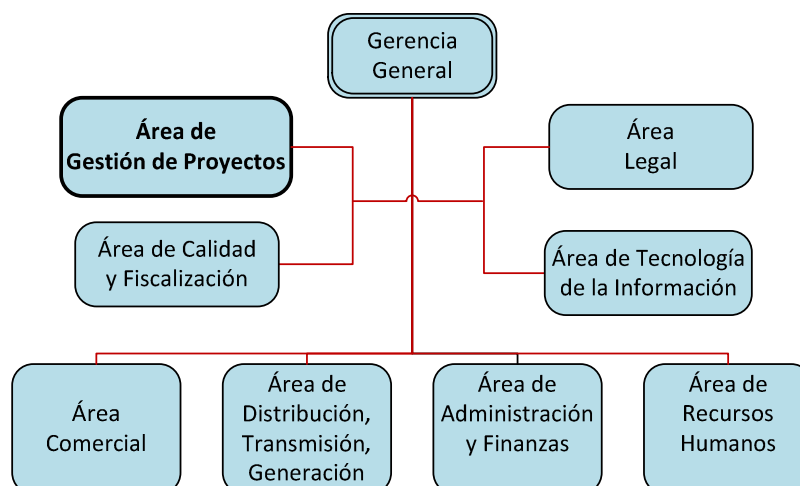 Gerencia
General
Área de
Gestión de Proyectos
Área
Legal
Área de Calidad
y Fiscalización
Área de Tecnología
de la Información
Área
Comercial
Área de
Distribución,
Transmisión,
Generación
Área de
Administración
y Finanzas
Área de
Recursos
Humanos